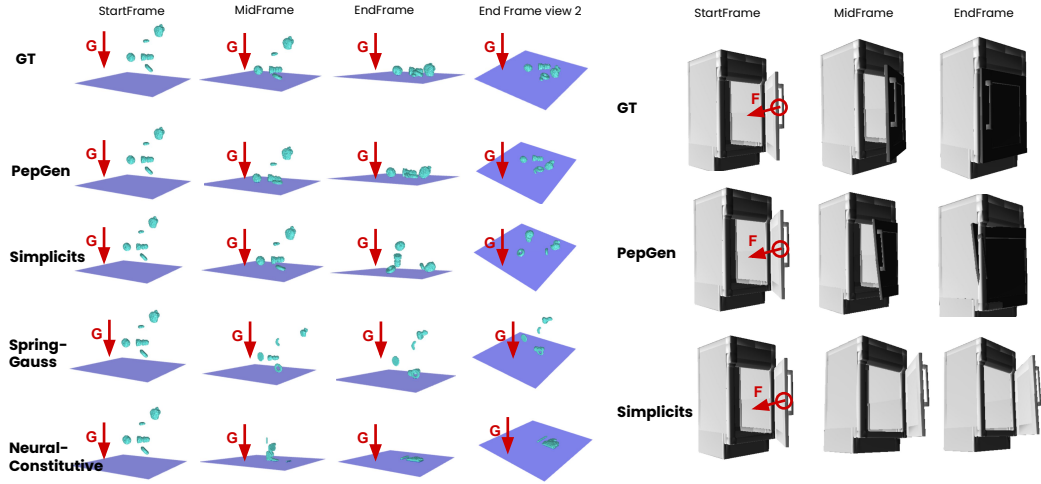 StartFrame MidFrame EndFrame End Frame view 2
GT
G G G G
PepGen
G G G G
Simplicits
G G G G
Spring-
Gauss
G G G G
Neural-
Constitutive
G G G G
StartFrame MidFrame EndFrame
GT
F
PepGen
F
Simplicits
F